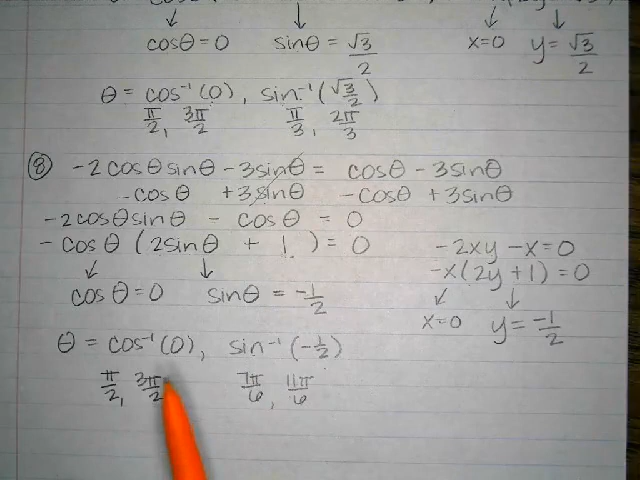 cosθ = 0 sinθ = √3/2 x=0 y = √3/2
θ = cos⁻¹(0), sin⁻¹(√3/2)
π/2, 3π/2 π/3, 2π/3
⑧ -2cosθsinθ - 3sinθ = cosθ - 3sinθ
-cosθ +3sinθ -cosθ +3sinθ
-2cosθsinθ - cosθ = 0
-cosθ (2sinθ + 1) = 0
cosθ = 0 sinθ = -1/2
-2xy - x = 0
-x(2y + 1) = 0
x=0 y = -1/2
θ = cos⁻¹(0), sin⁻¹(-1/2)
π/2, 3π/2 7π/6, 11π/6